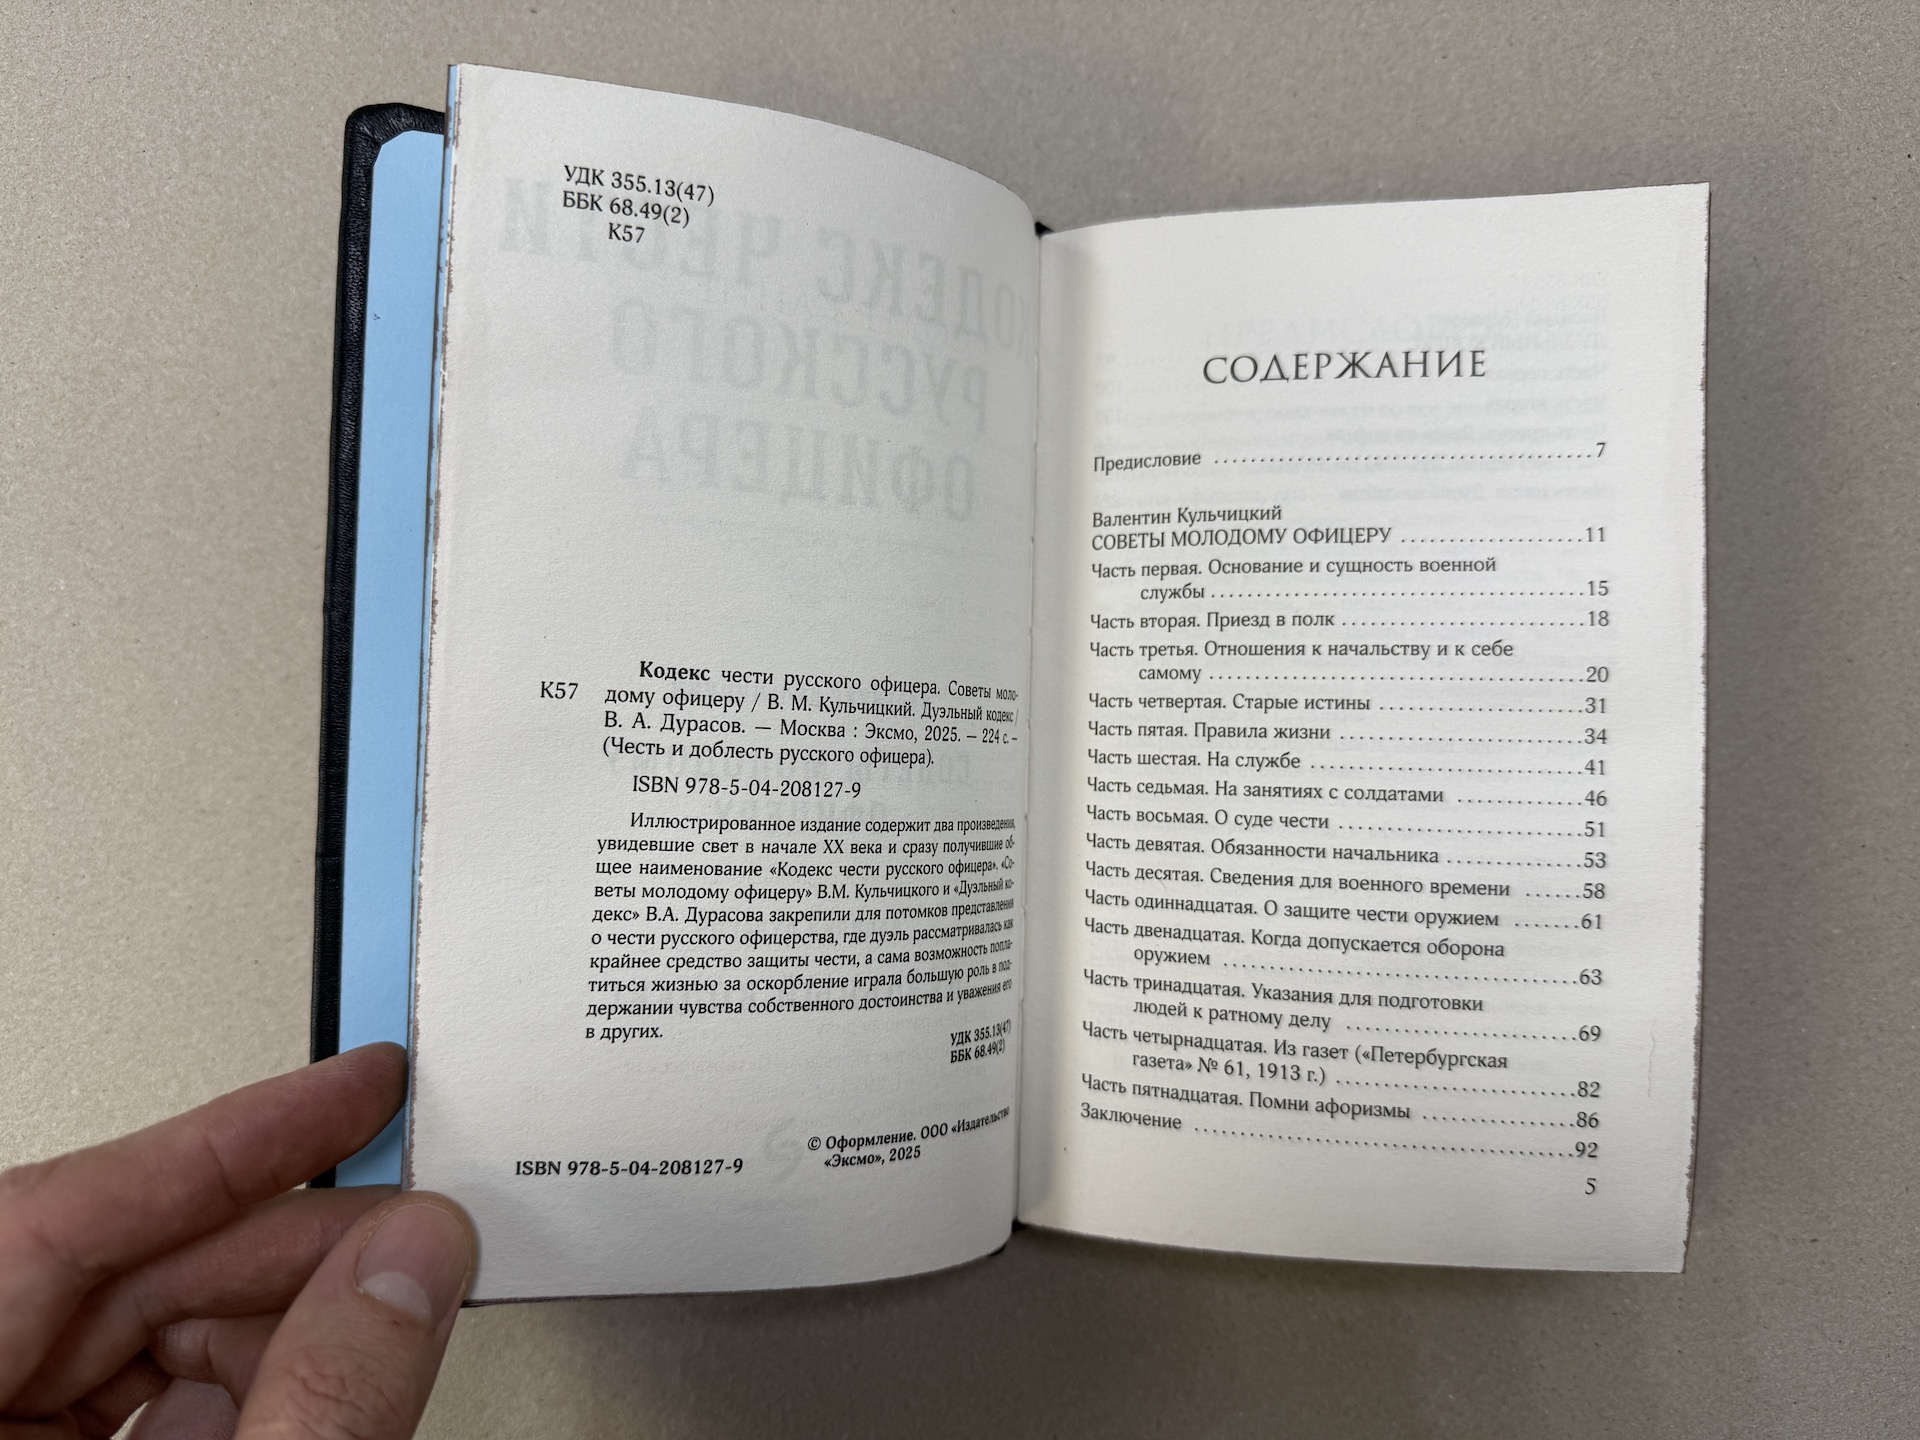 УДК 355.13(47)
ББК 68.49(2)
К57
К57
Кодекс чести русского офицера. Советы моло-
дому офицеру / В. М. Кульчицкий. Дуэльный кодекс /
В. А. Дурасов. — Москва : Эксмо, 2025. — 224 с. —
(Честь и доблесть русского офицера).
ISBN 978-5-04-208127-9
Иллюстрированное издание содержит два произведения,
увидевшие свет в начале XX века и сразу получившие об-
щее наименование «Кодекс чести русского офицера». «Со-
веты молодому офицеру» В.М. Кульчицкого и «Дуэльный ко-
декс» В.А. Дурасова закрепили для потомков представления
о чести русского офицерства, где дуэль рассматривалась как
крайнее средство защиты чести, а сама возможность попла-
титься жизнью за оскорбление играла большую роль в под-
держании чувства собственного достоинства и уважения его
в других.
УДК 355.13(47)
ББК 68.49(2)
© Оформление. ООО «Издательство
«Эксмо», 2025
ISBN 978-5-04-208127-9
СОДЕРЖАНИЕ
Предисловие ........................................ 7
Валентин Кульчицкий
СОВЕТЫ МОЛОДОМУ ОФИЦЕРУ ................... 11
Часть первая. Основание и сущность военной
службы ........................................ 15
Часть вторая. Приезд в полк ......................... 18
Часть третья. Отношения к начальству и к себе
самому ........................................ 20
Часть четвертая. Старые истины ..................... 31
Часть пятая. Правила жизни ......................... 34
Часть шестая. На службе ............................ 41
Часть седьмая. На занятиях с солдатами ............. 46
Часть восьмая. О суде чести ......................... 51
Часть девятая. Обязанности начальника .............. 53
Часть десятая. Сведения для военного времени ...... 58
Часть одиннадцатая. О защите чести оружием ....... 61
Часть двенадцатая. Когда допускается оборона
оружием ...................................... 63
Часть тринадцатая. Указания для подготовки
людей к ратному делу ......................... 69
Часть четырнадцатая. Из газет («Петербургская
газета» № 61, 1913 г.) ......................... 82
Часть пятнадцатая. Помни афоризмы ................ 86
Заключение ........................................ 92
5